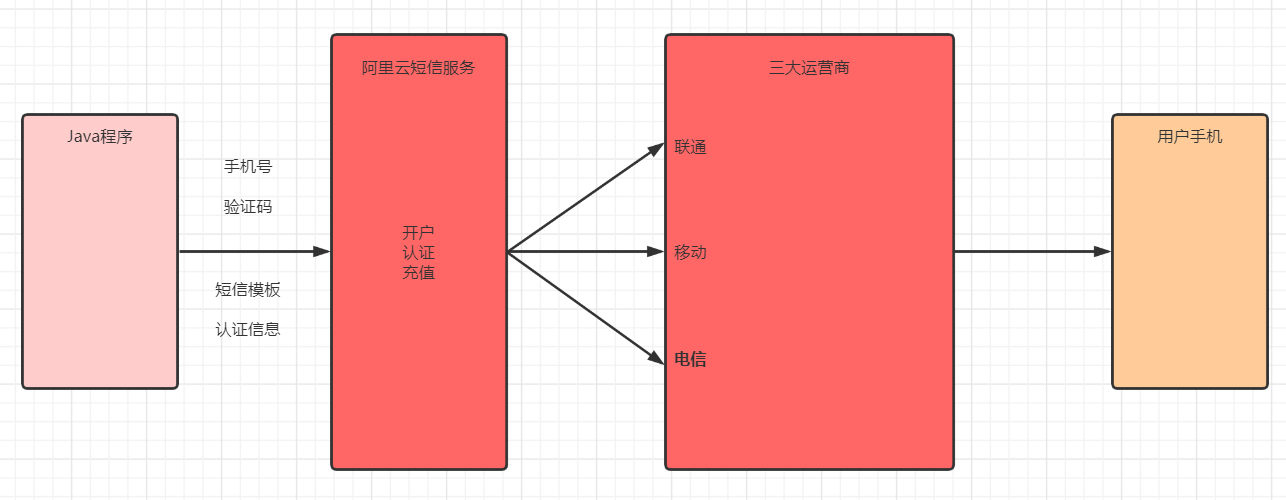 Java程序
手机号
验证码
短信模板
认证信息
阿里云短信服务
开户
认证
充值
三大运营商
联通
移动
电信
用户手机